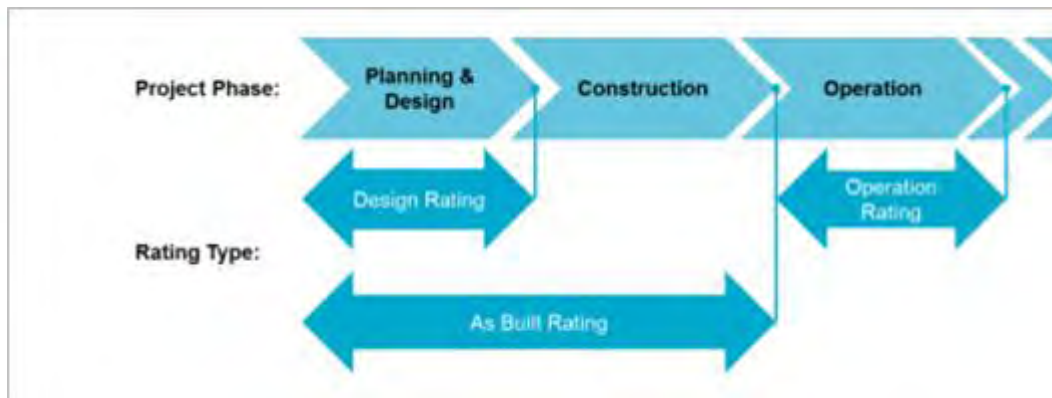 Project Phase:
Planning &
Design
Construction
Operation
Design Rating
Operation
Rating
Rating Type:
As Built Rating